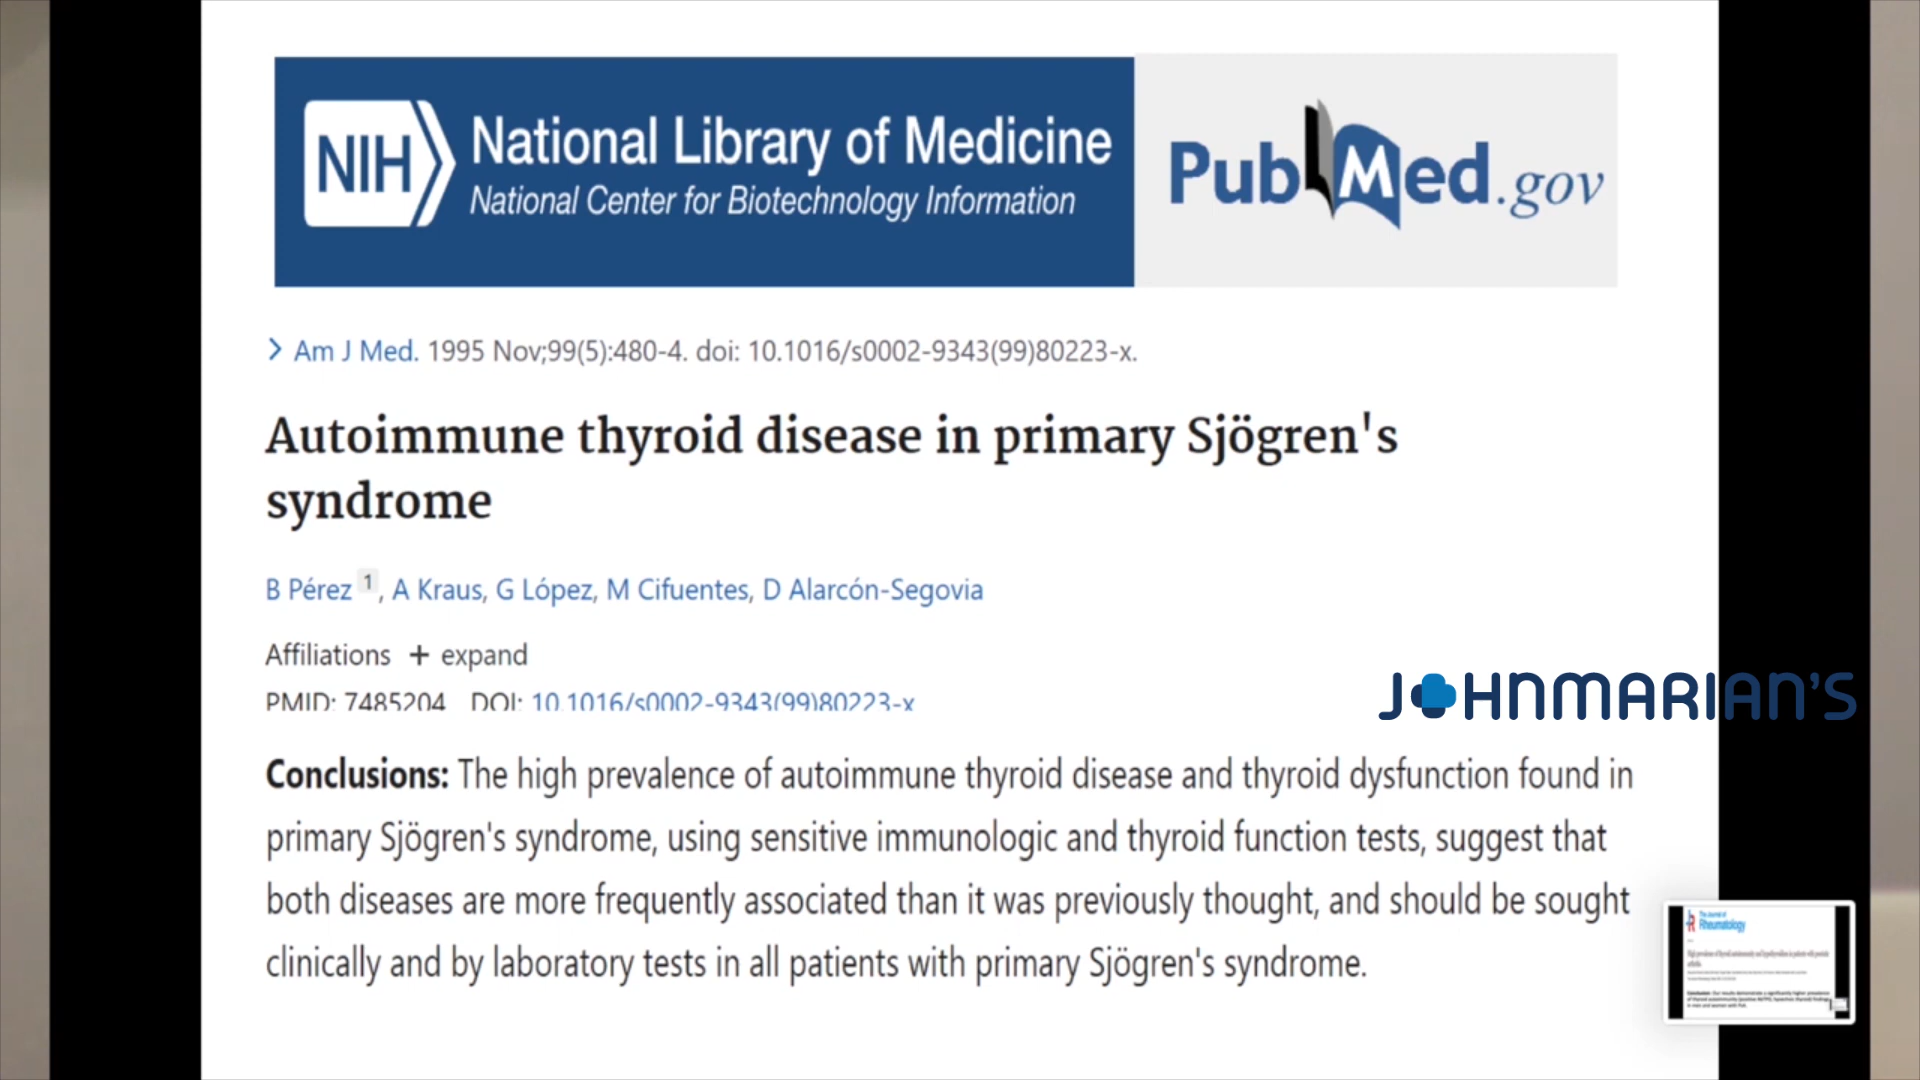 NIH National Library of Medicine
National Center for Biotechnology Information
PubMed.gov
Am J Med. 1995 Nov;99(5):480-4. doi: 10.1016/s0002-9343(99)80223-x.
Autoimmune thyroid disease in primary Sjögren's
syndrome
B Pérez 1, A Kraus, G López, M Cifuentes, D Alarcón-Segovia
Affiliations + expand
PMID: 7485204 DOI: 10.1016/s0002-9343(99)80223-x
JOHNMARIAN'S
Conclusions: The high prevalence of autoimmune thyroid disease and thyroid dysfunction found in
primary Sjögren's syndrome, using sensitive immunologic and thyroid function tests, suggest that
both diseases are more frequently associated than it was previously thought, and should be sought
clinically and by laboratory tests in all patients with primary Sjögren's syndrome.
The Journal of
Rheumatology